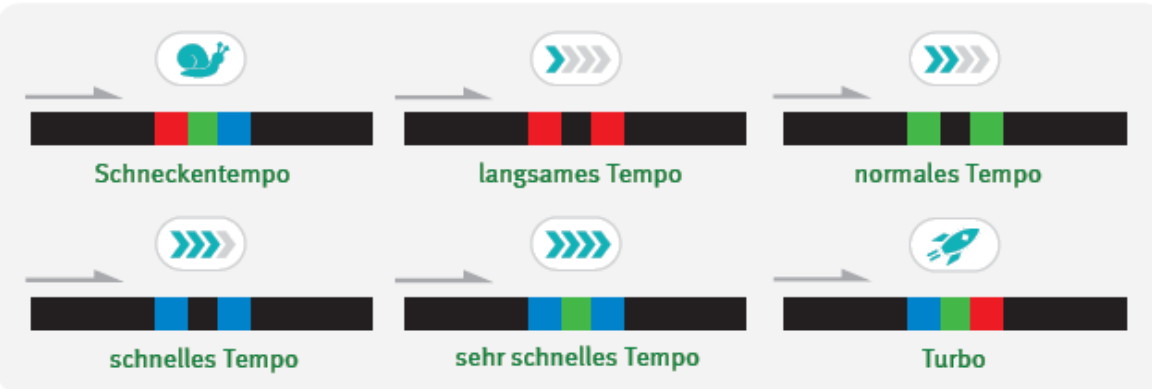 Schneckentempo
langsames Tempo
normales Tempo
schnelles Tempo
sehr schnelles Tempo
Turbo